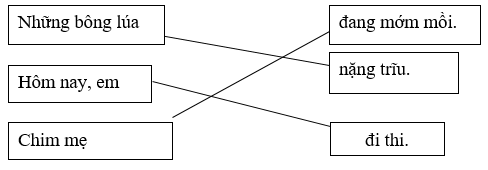 Những bông lúa
đang mớm mồi.
Hôm nay, em
nặng trĩu.
Chim mẹ
đi thi.